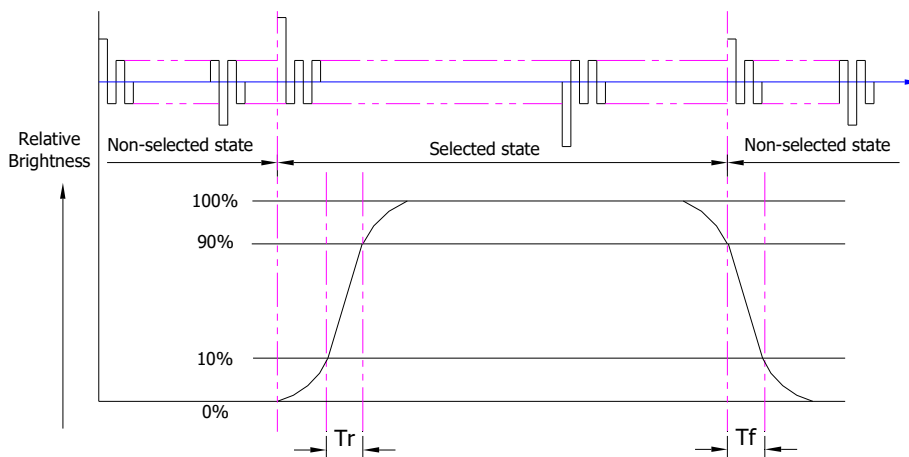 Relative
Brightness
Non-selected state
Selected state
Non-selected state
100%
90%
10%
0%
Tr
Tf